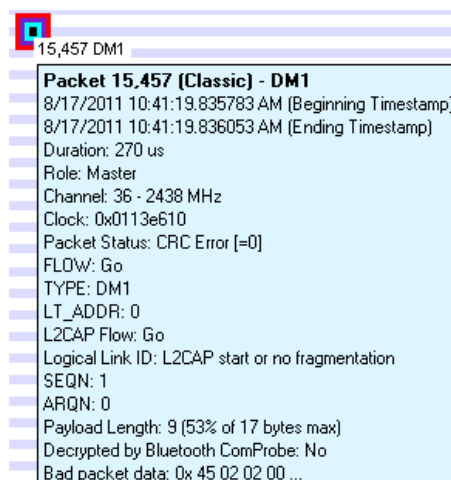 15,457 DM1
Packet 15,457 (Classic) - DM1
8/17/2011 10:41:19.835783 AM (Beginning Timestamp)
8/17/2011 10:41:19.836053 AM (Ending Timestamp)
Duration: 270 us
Role: Master
Channel: 36 - 2438 MHz
Clock: 0x0113e610
Packet Status: CRC Error [=0]
FLOW: Go
TYPE: DM1
LT_ADDR: 0
L2CAP Flow: Go
Logical Link ID: L2CAP start or no fragmentation
SEQN: 1
ARQN: 0
Payload Length: 9 (53% of 17 bytes max)
Decrypted by Bluetooth ComProbe: No
Bad packet data: 0x 45 02 02 00 ...